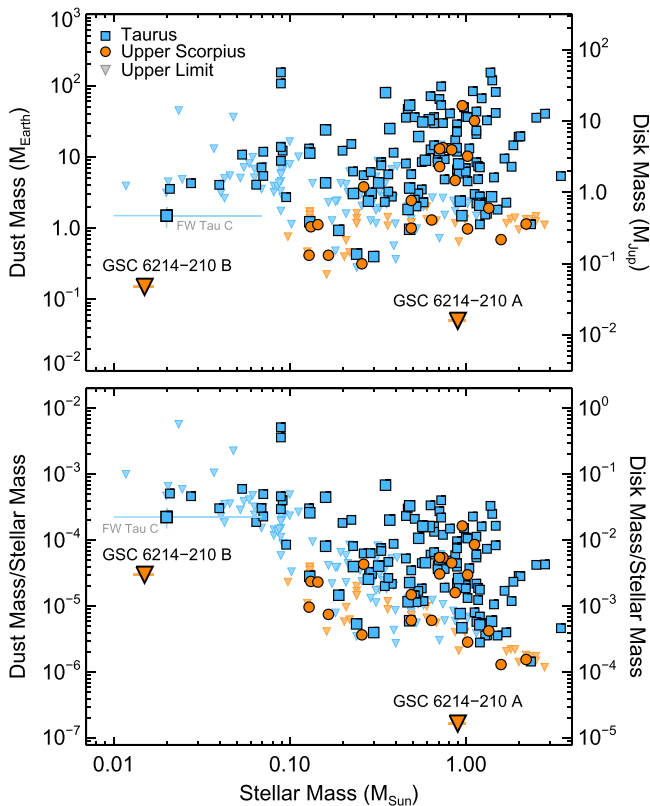 10³
Taurus
Upper Scorpius
Upper Limit
10²
10
1.0
10⁻¹
10⁻²
Dust Mass (M_Earth)
10²
10
1.0
10⁻¹
10⁻²
Disk Mass (M_Jup)
FW Tau C
GSC 6214−210 B
GSC 6214−210 A
10⁻²
10⁻³
10⁻⁴
10⁻⁵
10⁻⁶
10⁻⁷
Dust Mass/Stellar Mass
10⁰
10⁻¹
10⁻²
10⁻³
10⁻⁴
10⁻⁵
Disk Mass/Stellar Mass
FW Tau C
GSC 6214−210 B
GSC 6214−210 A
0.01
0.10
1.00
Stellar Mass (M_Sun)